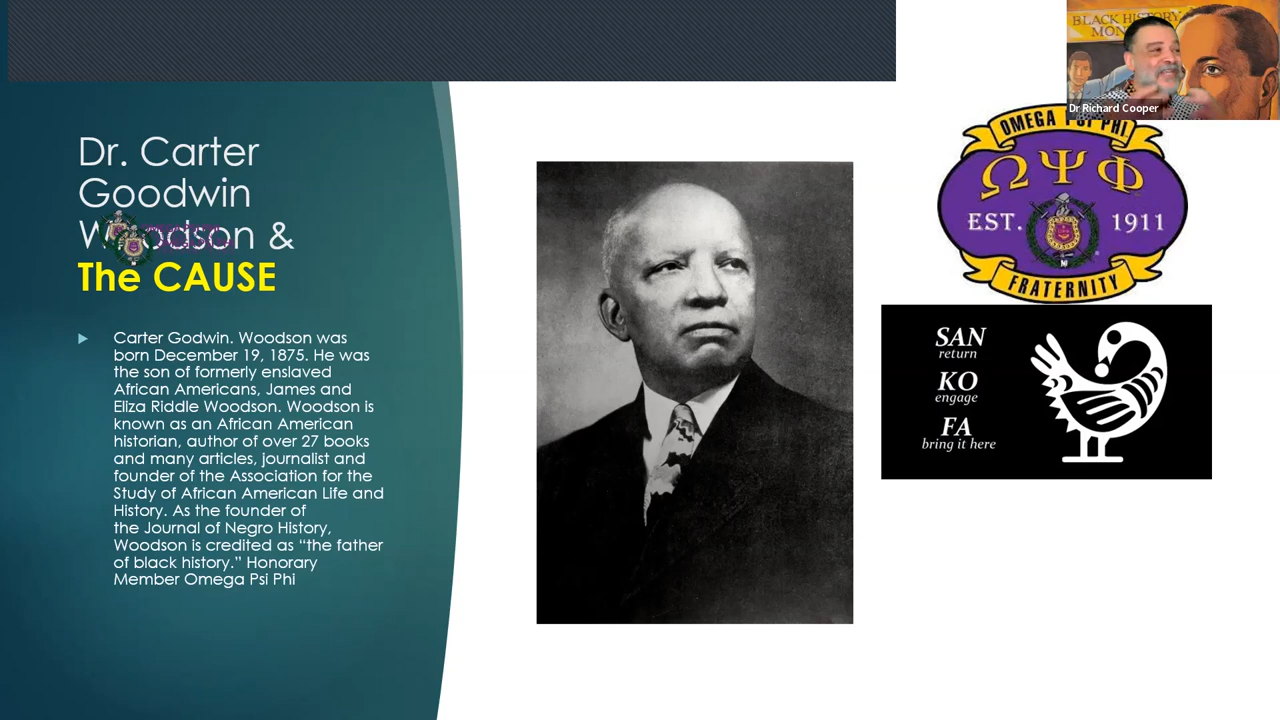 Dr. Carter
Goodwin
Woodson &
The CAUSE
Carter Godwin. Woodson was
born December 19, 1875. He was
the son of formerly enslaved
African Americans, James and
Eliza Riddle Woodson. Woodson is
known as an African American
historian, author of over 27 books
and many articles, journalist and
founder of the Association for the
Study of African American Life and
History. As the founder of
the Journal of Negro History,
Woodson is credited as “the father
of black history.” Honorary
Member Omega Psi Phi
BLACK HISTORY
MON
Dr Richard Cooper
OMEGA PSI PHI
ΩΨΦ
EST. 1911
FRATERNITY
SAN
return
KO
engage
FA
bring it here